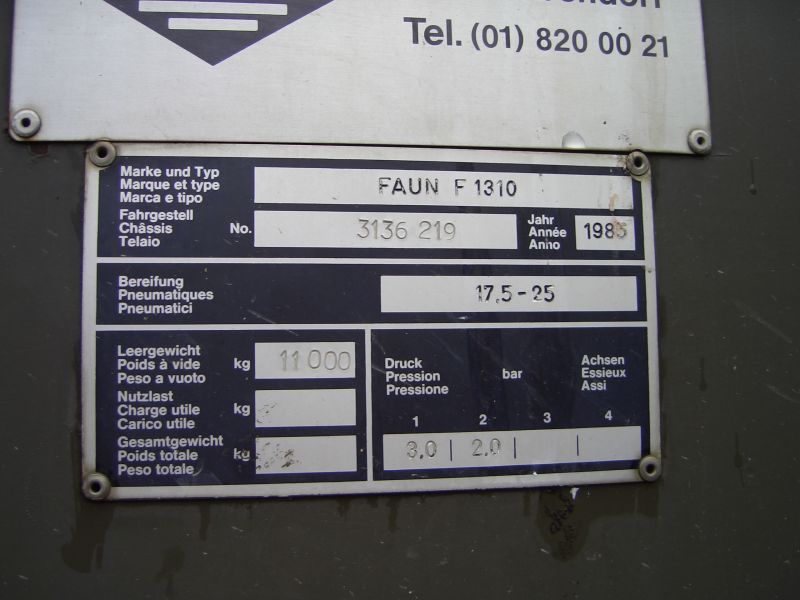 Tel. (01) 820 00 21
Marke und Typ
Marque et type
Marca e tipo
FAUN F 1310
Fahrgestell
Châssis No.
Telaio
3136 219
Jahr
Année
Anno
1985
Bereifung
Pneumatiques
Pneumatici
17,5-25
Leergewicht
Poids à vide kg
Peso a vuoto
11 000
Nutzlast
Charge utile kg
Carico utile
Gesamtgewicht
Poids totale kg
Peso totale
Druck
Pression bar
Pressione
Achsen
Essieux
Assi
1 2 3 4
3,0 | 2,0 | |